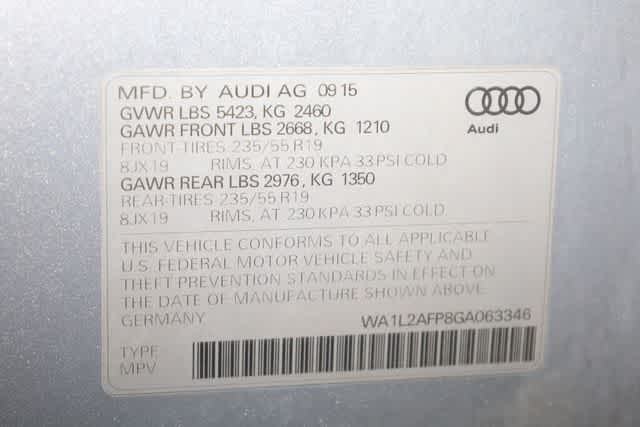 MFD. BY AUDI AG 0915
GVWR LBS 5423, KG 2460
GAWR FRONT LBS 2668, KG 1210
FRONT-TIRES 235/55 R19
8JX19 RIMS, AT 230 KPA 33 PSI COLD
GAWR REAR LBS 2976, KG 1350
REAR-TIRES 235/55 R19
8JX19 RIMS, AT 230 KPA 33 PSI COLD
Audi
THIS VEHICLE CONFORMS TO ALL APPLICABLE
U.S. FEDERAL MOTOR VEHICLE SAFETY AND
THEFT PREVENTION STANDARDS IN EFFECT ON
THE DATE OF MANUFACTURE SHOWN ABOVE
GERMANY WA1L2AFP8GA063346
TYPE
MPV